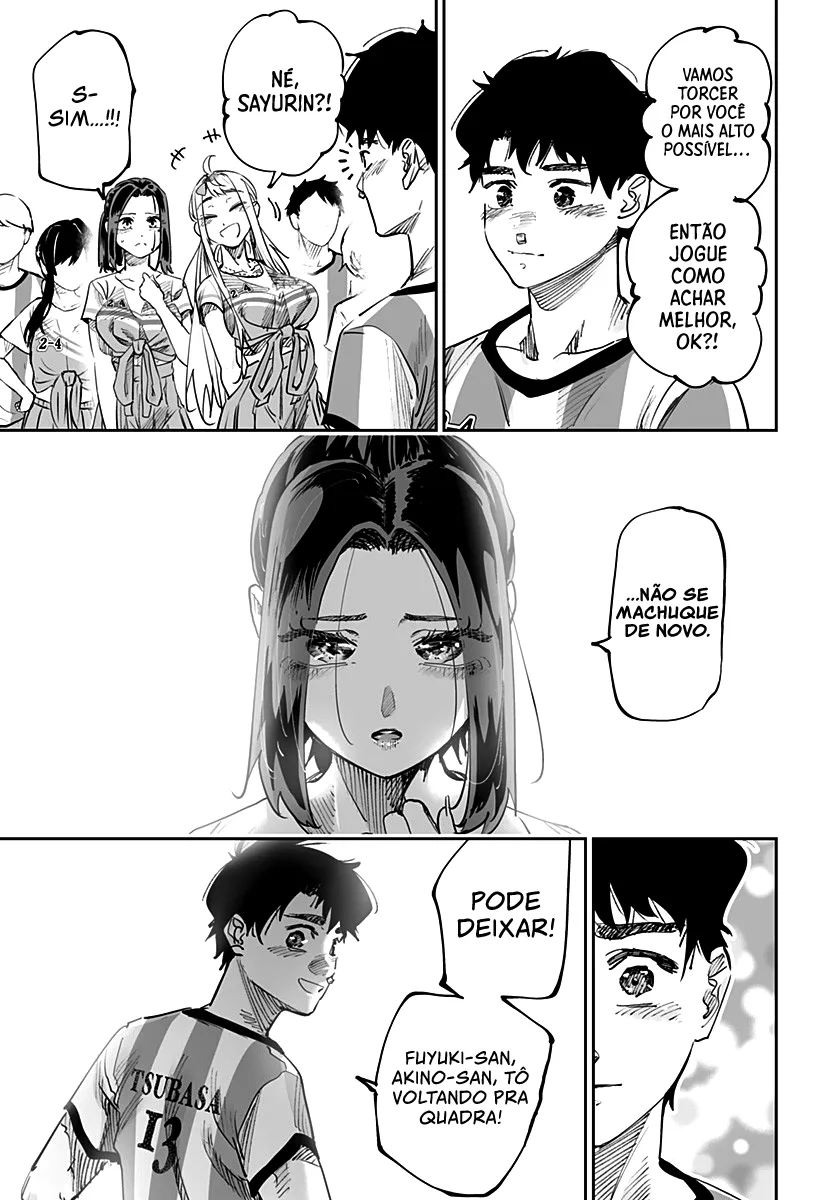 VAMOS
TORCER
POR VOCÊ
O MAIS ALTO
POSSÍVEL...
ENTÃO
JOGUE
COMO
ACHAR
MELHOR,
OK?!
NÉ,
SAYURIN?!
S-
SIM...!!!
2-4
...NÃO SE
MACHUQUE
DE NOVO.
PODE
DEIXAR!
FUYUKI-SAN,
AKINO-SAN, TÔ
VOLTANDO PRA
QUADRA!
TSUBASA
13